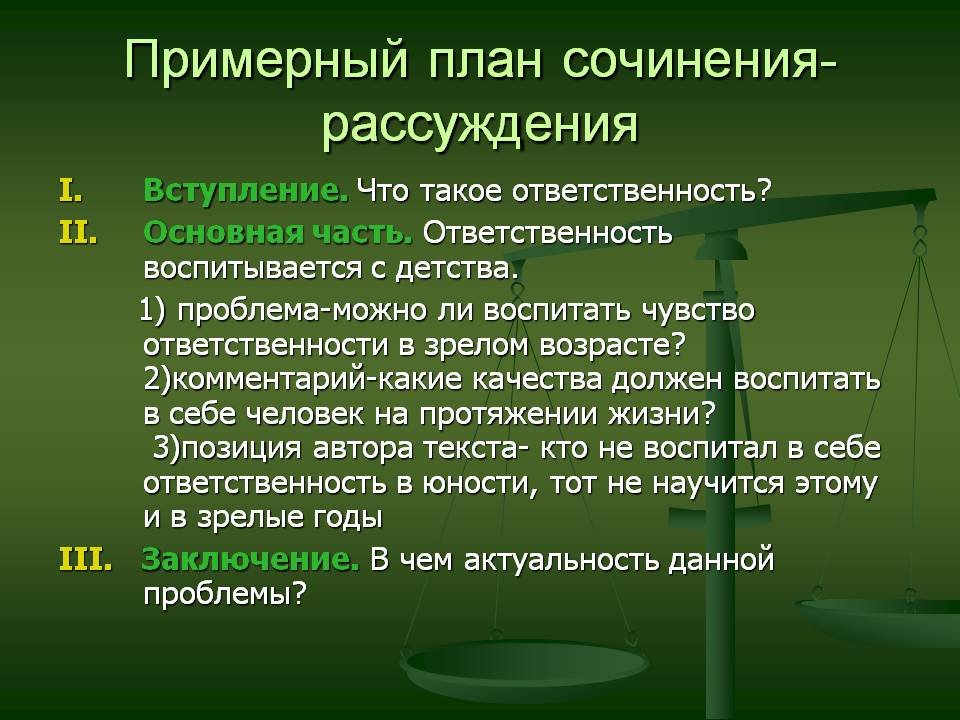 Примерный план сочинения-
рассуждения
I. Вступление. Что такое ответственность?
II. Основная часть. Ответственность
воспитывается с детства.
1) проблема-можно ли воспитать чувство
ответственности в зрелом возрасте?
2)комментарий-какие качества должен воспитать
в себе человек на протяжении жизни?
3)позиция автора текста- кто не воспитал в себе
ответственность в юности, тот не научится этому
и в зрелые годы
III. Заключение. В чем актуальность данной
проблемы?